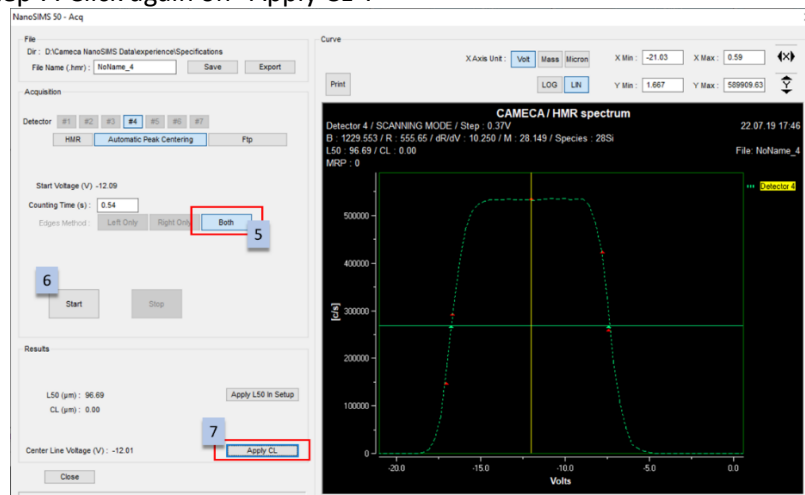 ep 7: Click again on "Apply CL".
NanoSIMS 50 - Acq
File
Dir : D:\Cameca NanoSIMS Data\experience\Specifications
File Name (.hmr) : NoName_4 Save Export
Acquisition
Detector #1 #2 #3 #4 #5 #6 #7
HMR Automatic Peak Centering Ftp
Start Voltage (V) -12.09
Counting Time (s) : 0.54
Edges Method : Left Only Right Only Both
5
6
Start Stop
Results
L50 (µm) : 96.69 Apply L50 In Setup
CL (µm) : 0.00
7
Center Line Voltage (V) : -12.01 Apply CL
Close
Curve
X Axis Unit : Volt Mass Micron X Min : -21.03 X Max : 0.59
Print LOG LIN Y Min : 1.667 Y Max : 589909.63
CAMECA / HMR spectrum
Detector 4 / SCANNING MODE / Step : 0.37V 22.07.19 17:46
B : 1229.553 / R : 555.65 / dR/dV : 10.250 / M : 28.149 / Species : 28Si
L50 : 96.69 / CL : 0.00 File: NoName_4
MRP : 0
Detector 4
500000
400000
300000
200000
100000
0
[c/s]
-20.0 -15.0 -10.0 -5.0 0.0
Volts